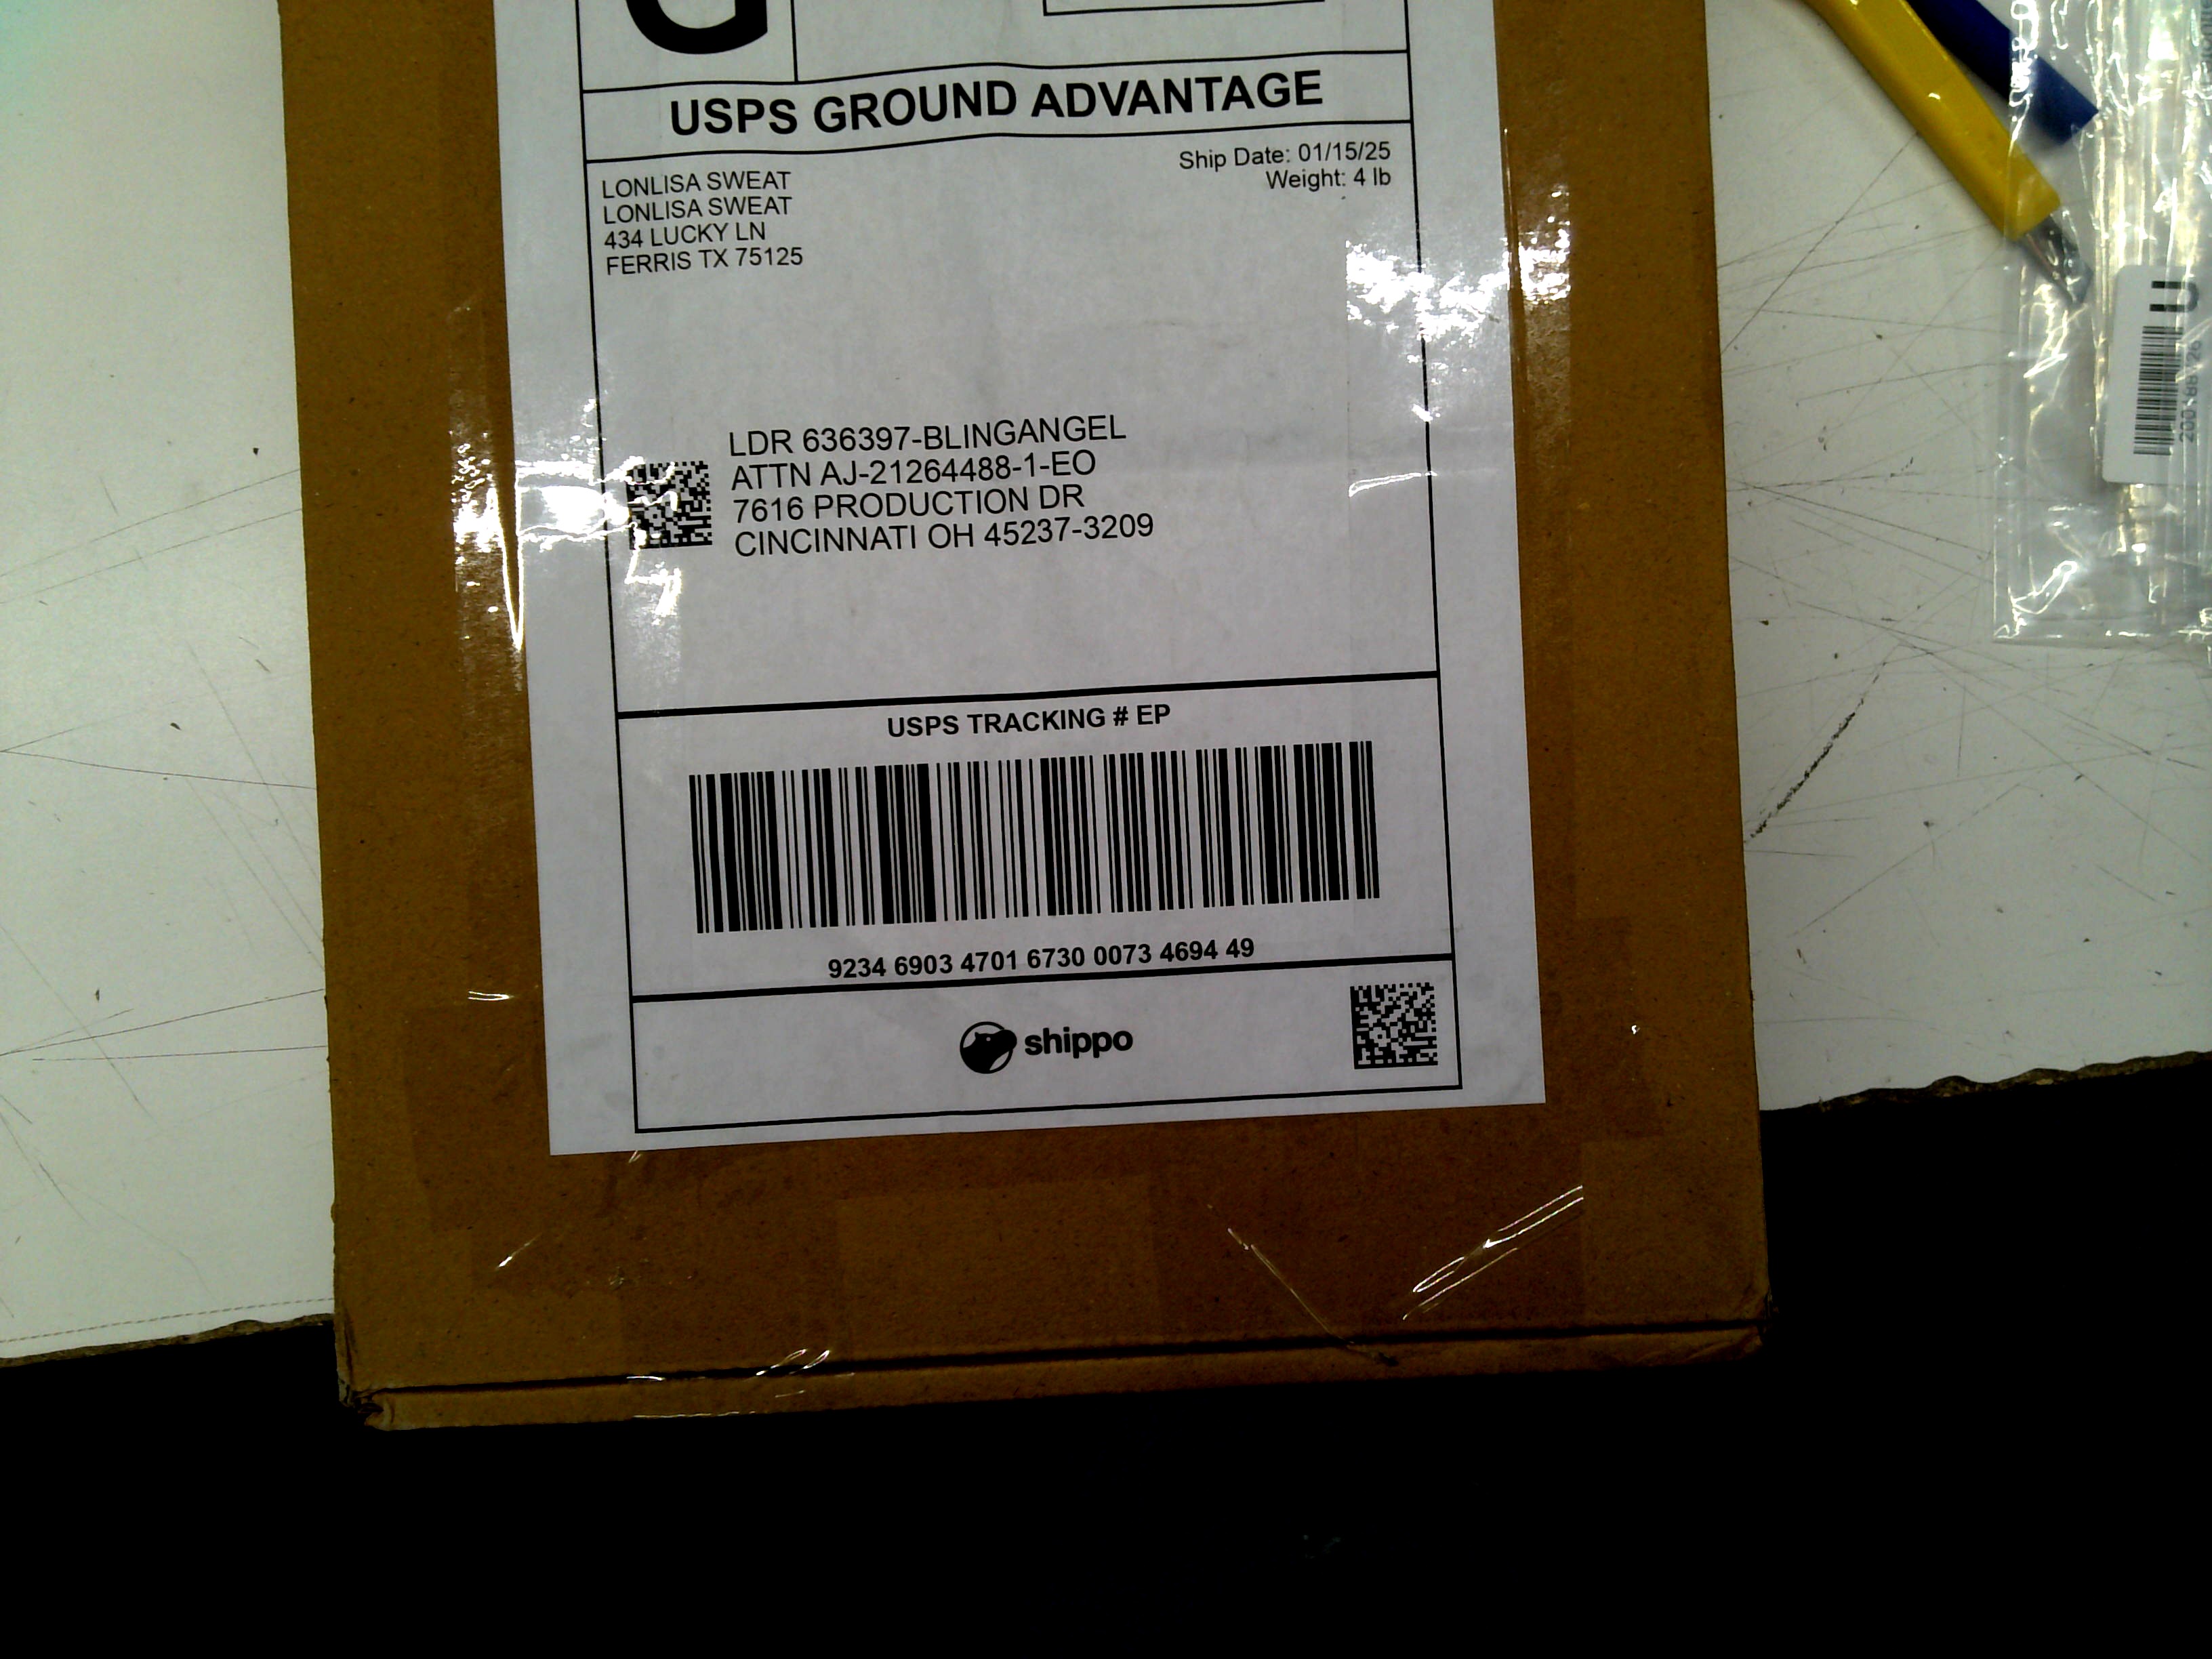 G
USPS GROUND ADVANTAGE
Ship Date: 01/15/25
Weight: 4 lb
LONLISA SWEAT
LONLISA SWEAT
434 LUCKY LN
FERRIS TX 75125
LDR 636397-BLINGANGEL
ATTN AJ-21264488-1-EO
7616 PRODUCTION DR
CINCINNATI OH 45237-3209
USPS TRACKING # EP
9234 6903 4701 6730 0073 4694 49
shippo
U